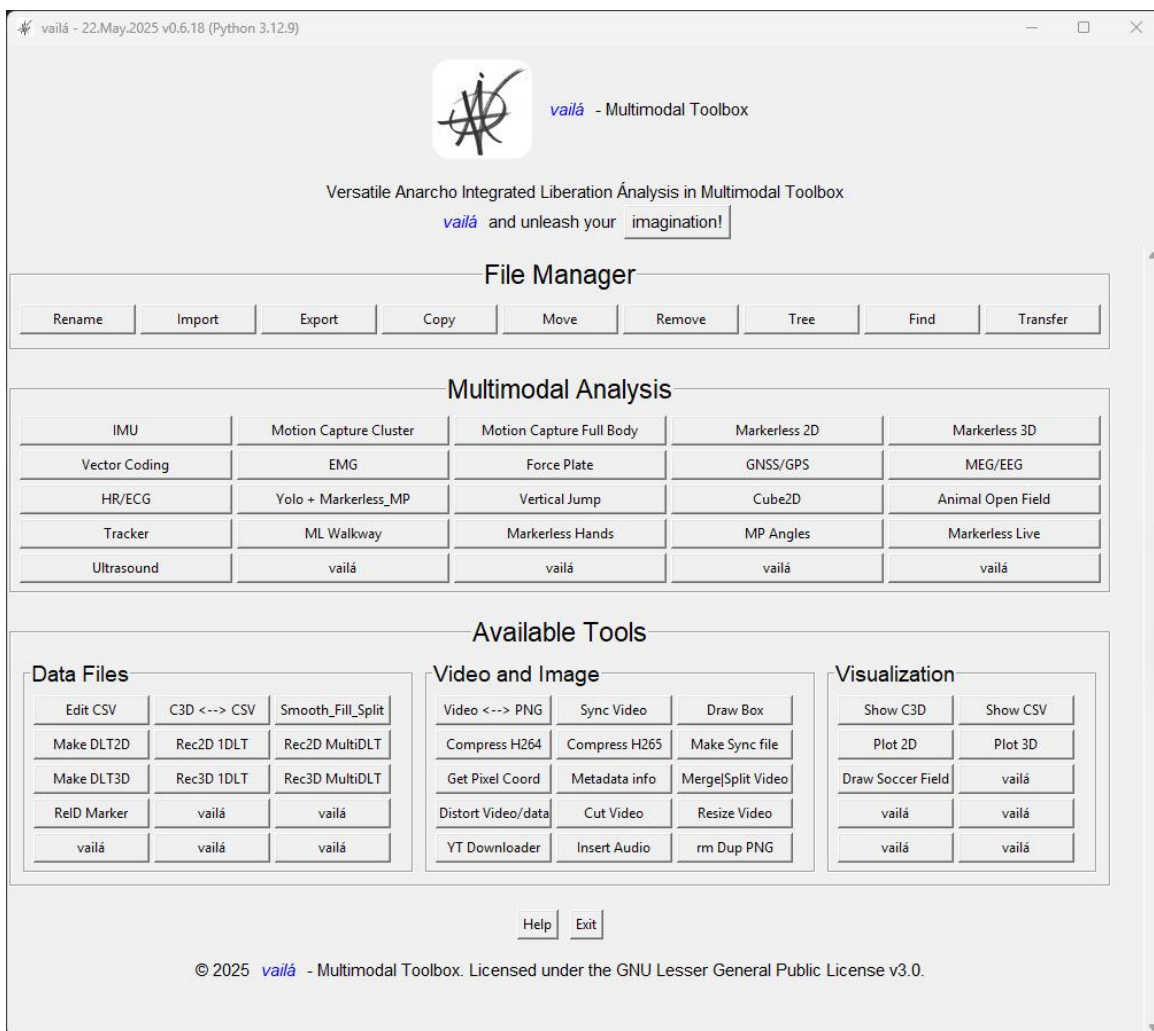 vailá - 22.May.2025 v0.6.18 (Python 3.12.9)
vailá - Multimodal Toolbox
Versatile Anarcho Integrated Liberation Ánalysis in Multimodal Toolbox
vailá and unleash your imagination!
File Manager
Rename Import Export Copy Move Remove Tree Find Transfer
Multimodal Analysis
IMU Motion Capture Cluster Motion Capture Full Body Markerless 2D Markerless 3D
Vector Coding EMG Force Plate GNSS/GPS MEG/EEG
HR/ECG Yolo + Markerless_MP Vertical Jump Cube2D Animal Open Field
Tracker ML Walkway Markerless Hands MP Angles Markerless Live
Ultrasound vailá vailá vailá vailá
Available Tools
Data Files
Edit CSV C3D <--> CSV Smooth_Fill_Split
Make DLT2D Rec2D 1DLT Rec2D MultiDLT
Make DLT3D Rec3D 1DLT Rec3D MultiDLT
ReID Marker vailá vailá
vailá vailá vailá
Video and Image
Video <--> PNG Sync Video Draw Box
Compress H264 Compress H265 Make Sync file
Get Pixel Coord Metadata info Merge|Split Video
Distort Video/data Cut Video Resize Video
YT Downloader Insert Audio rm Dup PNG
Visualization
Show C3D Show CSV
Plot 2D Plot 3D
Draw Soccer Field vailá
vailá vailá
vailá vailá
Help Exit
© 2025 vailá - Multimodal Toolbox. Licensed under the GNU Lesser General Public License v3.0.